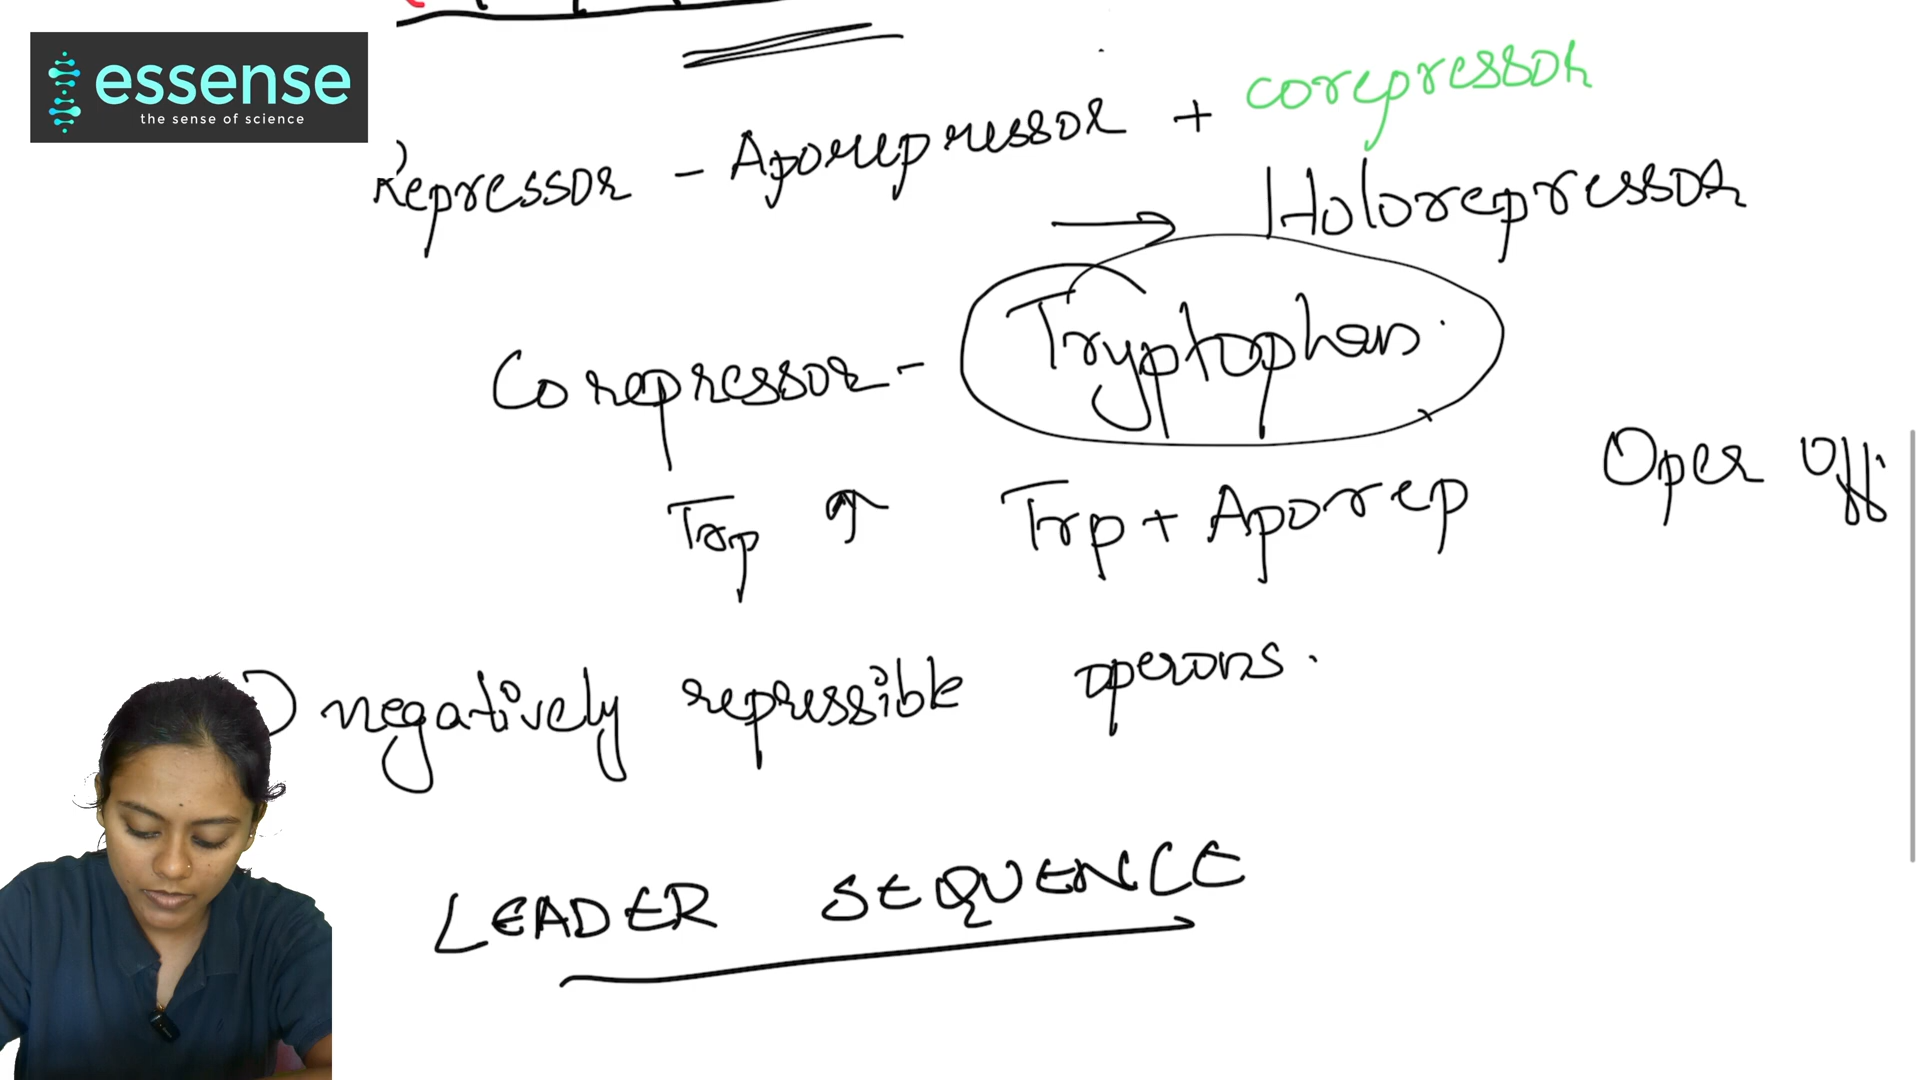 essense
the sense of science
Repressor - Aporepressor + corepressor
→ Holorepressor
Corepressor - Tryptophan.
Trp ↑ Trp + Aporep Oper Off.
negatively repressible operons.
LEADER SEQUENCE